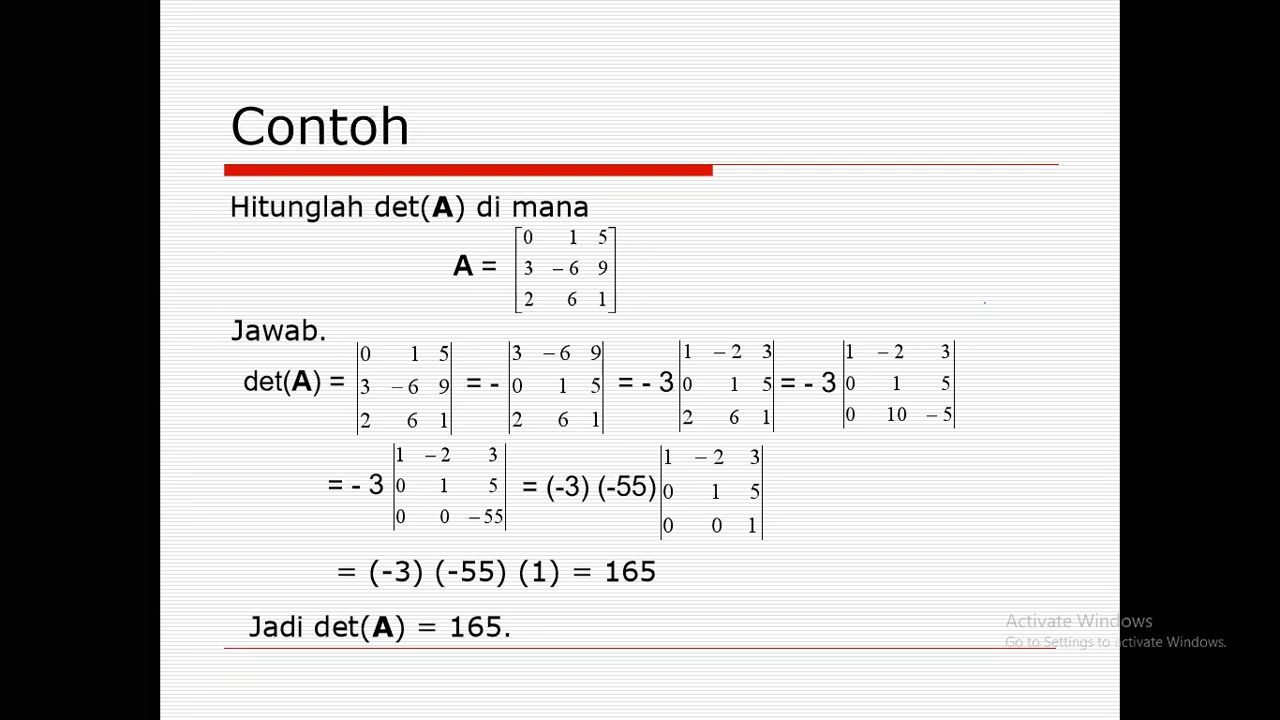 Contoh
Hitunglah det(A) di mana
0 1 5
A = 3 – 6 9
2 6 1
Jawab.
0 1 5 3 – 6 9 1 – 2 3 1 – 2 3
det(A) = 3 – 6 9 = - 0 1 5 = - 3 0 1 5 = - 3 0 1 5
2 6 1 2 6 1 2 6 1 0 10 – 5
1 – 2 3 1 – 2 3
= - 3 0 1 5 = (-3) (-55) 0 1 5
0 0 – 55 0 0 1
= (-3) (-55) (1) = 165
Jadi det(A) = 165.
Activate Windows
Go to Settings to activate Windows.